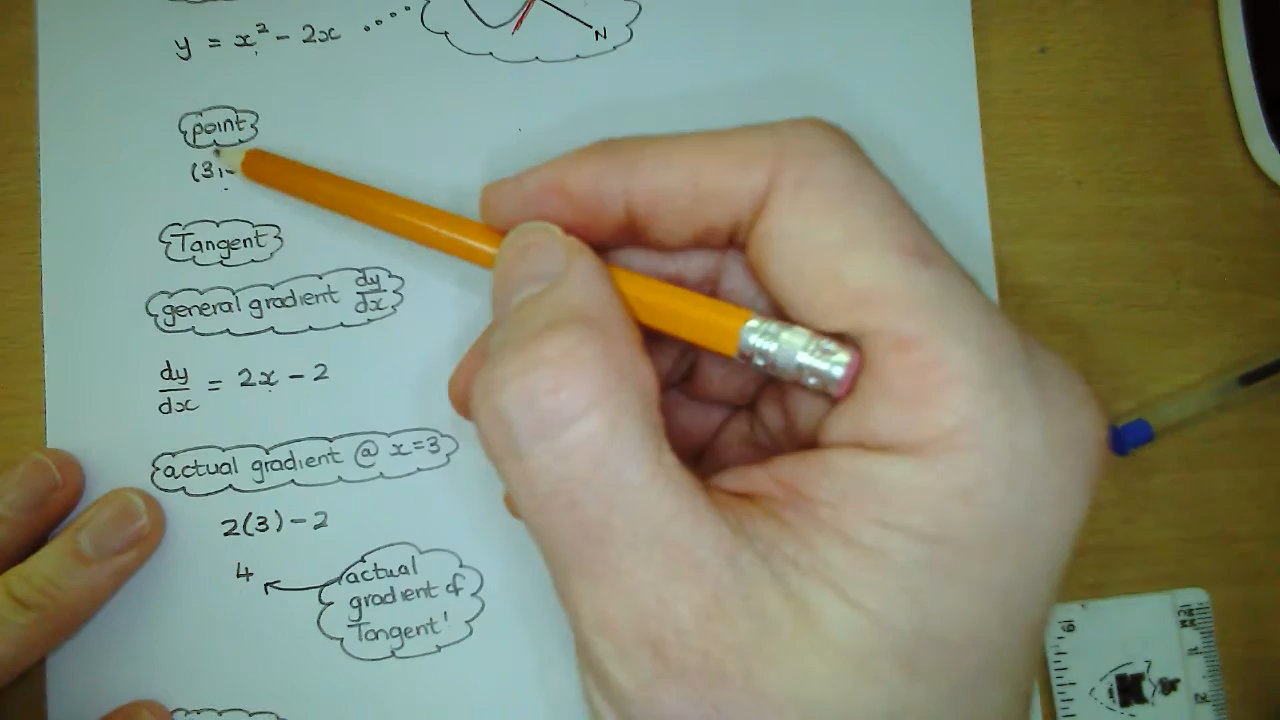 y = x² - 2x ....
N
point
(3,
Tangent
general gradient dy/dx
dy/dx = 2x - 2
actual gradient @ x=3
2(3) - 2
4
actual
gradient of
Tangent'
19